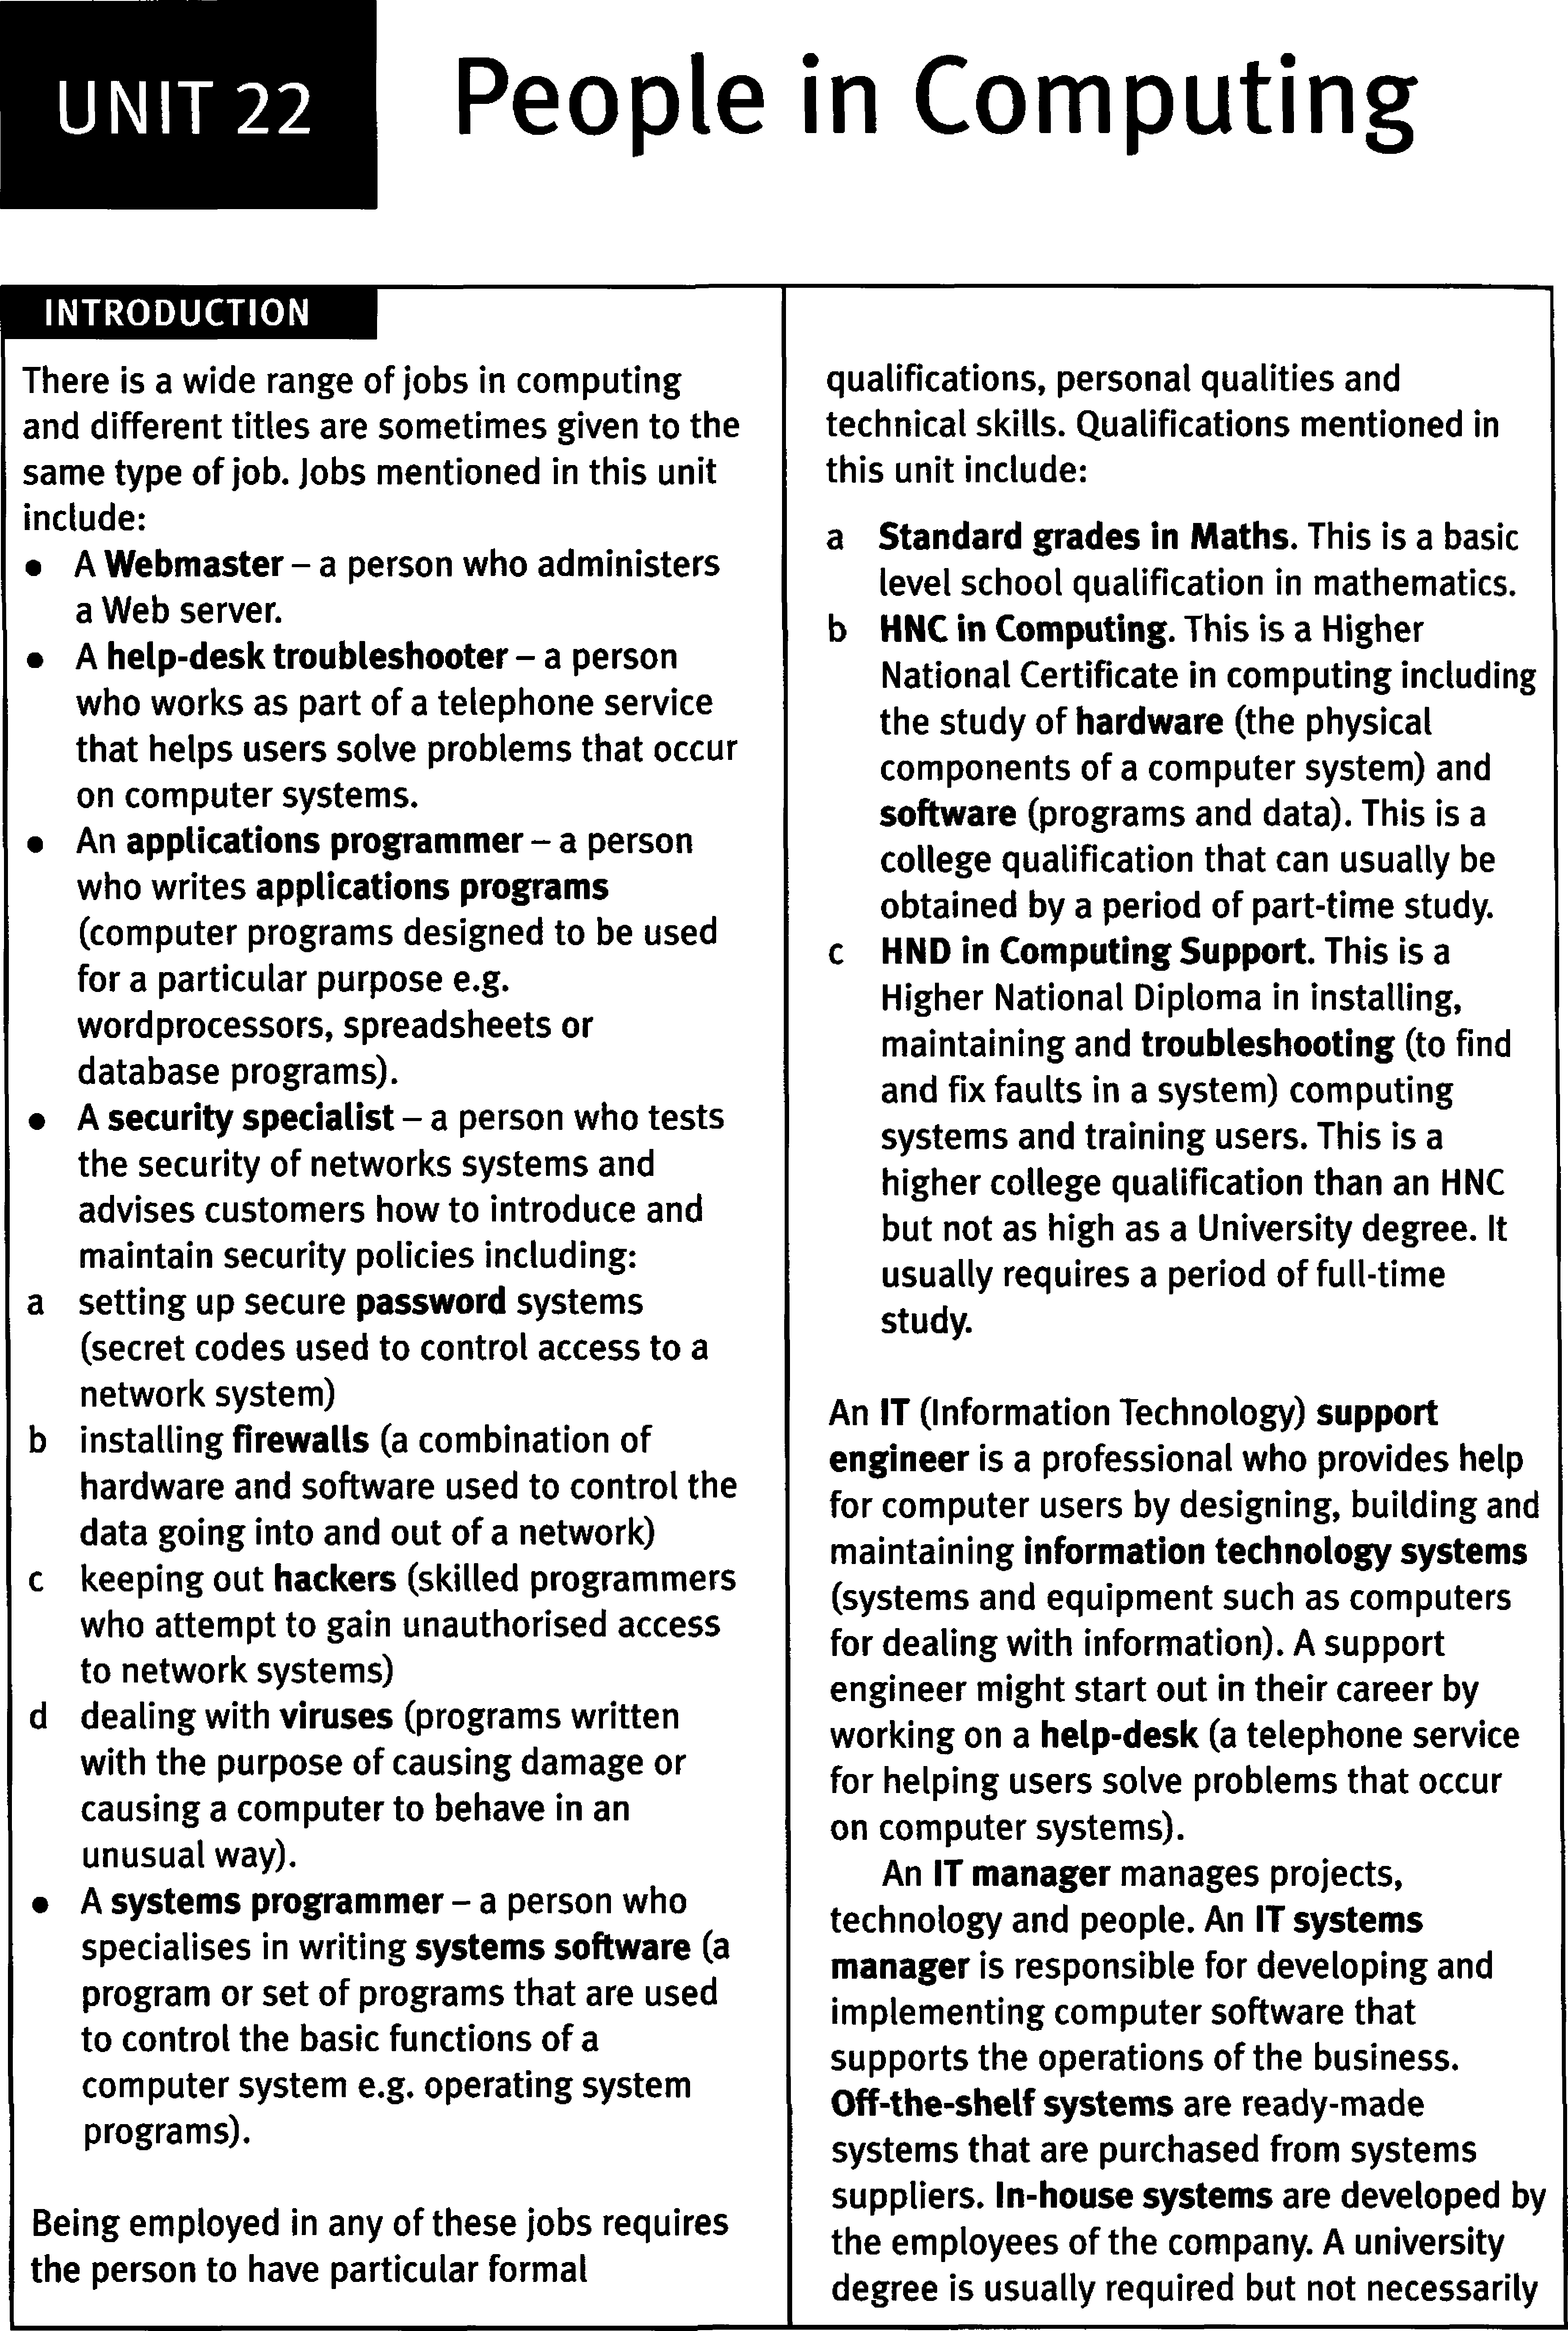 UNIT 22
People in Computing
INTRODUCTION
There is a wide range of jobs in computing
and different titles are sometimes given to the
same type of job. Jobs mentioned in this unit
include:
• A Webmaster – a person who administers
a Web server.
• A help-desk troubleshooter – a person
who works as part of a telephone service
that helps users solve problems that occur
on computer systems.
• An applications programmer – a person
who writes applications programs
(computer programs designed to be used
for a particular purpose e.g.
wordprocessors, spreadsheets or
database programs).
• A security specialist – a person who tests
the security of networks systems and
advises customers how to introduce and
maintain security policies including:
a setting up secure password systems
(secret codes used to control access to a
network system)
b installing firewalls (a combination of
hardware and software used to control the
data going into and out of a network)
c keeping out hackers (skilled programmers
who attempt to gain unauthorised access
to network systems)
d dealing with viruses (programs written
with the purpose of causing damage or
causing a computer to behave in an
unusual way).
• A systems programmer – a person who
specialises in writing systems software (a
program or set of programs that are used
to control the basic functions of a
computer system e.g. operating system
programs).
Being employed in any of these jobs requires
the person to have particular formal
qualifications, personal qualities and
technical skills. Qualifications mentioned in
this unit include:
a Standard grades in Maths. This is a basic
level school qualification in mathematics.
b HNC in Computing. This is a Higher
National Certificate in computing including
the study of hardware (the physical
components of a computer system) and
software (programs and data). This is a
college qualification that can usually be
obtained by a period of part-time study.
c HND in Computing Support. This is a
Higher National Diploma in installing,
maintaining and troubleshooting (to find
and fix faults in a system) computing
systems and training users. This is a
higher college qualification than an HNC
but not as high as a University degree. It
usually requires a period of full-time
study.
An IT (Information Technology) support
engineer is a professional who provides help
for computer users by designing, building and
maintaining information technology systems
(systems and equipment such as computers
for dealing with information). A support
engineer might start out in their career by
working on a help-desk (a telephone service
for helping users solve problems that occur
on computer systems).
An IT manager manages projects,
technology and people. An IT systems
manager is responsible for developing and
implementing computer software that
supports the operations of the business.
Off-the-shelf systems are ready-made
systems that are purchased from systems
suppliers. In-house systems are developed by
the employees of the company. A university
degree is usually required but not necessarily